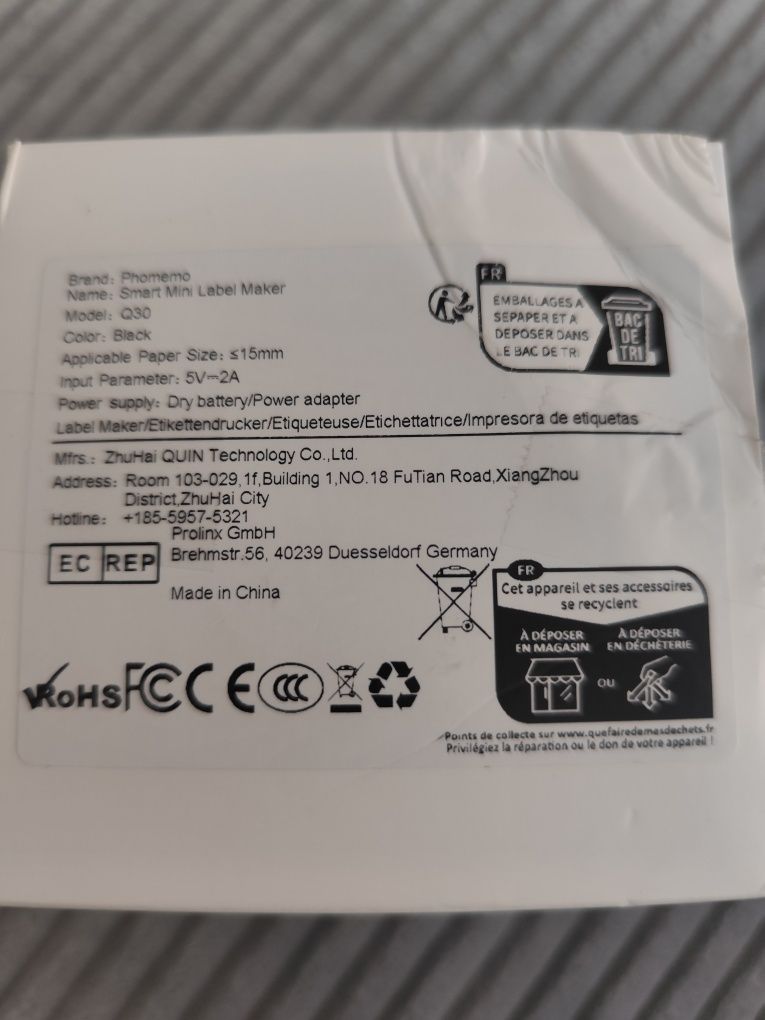 Brand: Phomemo
Name: Smart Mini Label Maker
Model: Q30
Color: Black
Applicable Paper Size: ≤15mm
Input Parameter: 5V⎓2A
Power supply: Dry battery/Power adapter
Label Maker/Etikettendrucker/Etiqueteuse/Etichettatrice/Impresora de etiquetas
FR
EMBALLAGES A
SEPAPER ET A
DEPOSER DANS
LE BAC DE TRI
BAC
DE
TRI
Mfrs.: ZhuHai QUIN Technology Co.,Ltd.
Address: Room 103-029,1f,Building 1,NO.18 FuTian Road,XiangZhou
District,ZhuHai City
Hotline: +185-5957-5321
EC REP
Prolinx GmbH
Brehmstr.56, 40239 Duesseldorf Germany
Made in China
FR
Cet appareil et ses accessoires
se recyclent
À DÉPOSER
EN MAGASIN
OU
À DÉPOSER
EN DÉCHÈTERIE
RoHS FC CE CCC
Points de collecte sur www.quefairedemesdechets.fr
Privilégiez la réparation ou le don de votre appareil !